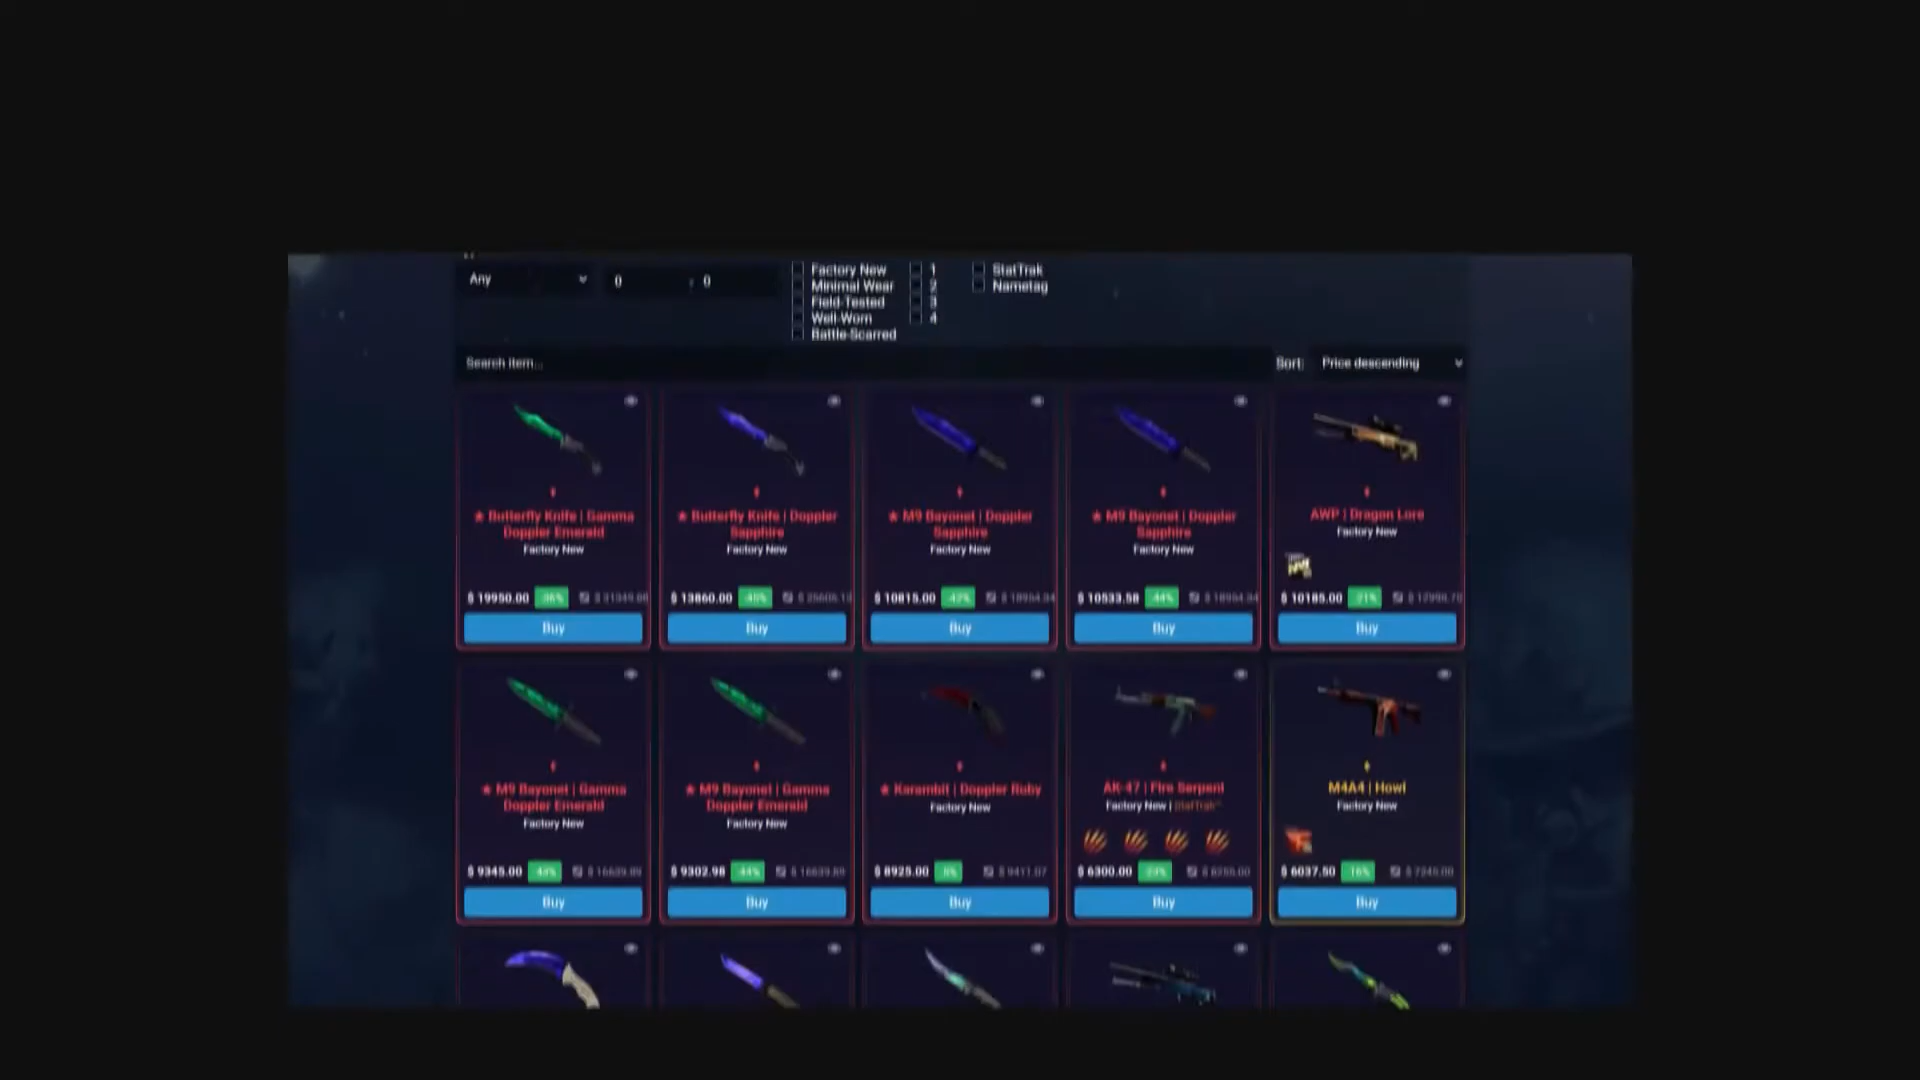 Any
0
0
Factory New
Minimal Wear
Field-Tested
Well-Worn
Battle-Scarred
1
2
3
4
StatTrak
Nametag
Search item...
Sort:
Price descending
★ Butterfly Knife | Gamma
Doppler Emerald
Factory New
$ 19950.00
Buy
★ Butterfly Knife | Doppler
Sapphire
Factory New
$ 13860.00
Buy
★ M9 Bayonet | Doppler
Sapphire
Factory New
$ 10815.00
Buy
★ M9 Bayonet | Doppler
Sapphire
Factory New
$ 10533.58
-44%
Buy
AWP | Dragon Lore
Factory New
$ 10185.00
-21%
Buy
★ M9 Bayonet | Gamma
Doppler Emerald
Factory New
$ 9345.00
Buy
★ M9 Bayonet | Gamma
Doppler Emerald
Factory New
$ 9302.98
-44%
Buy
★ Karambit | Doppler Ruby
Factory New
$ 8925.00
Buy
AK-47 | Fire Serpent
Factory New | StatTrak™
$ 6300.00
Buy
M4A4 | Howl
Factory New
$ 6037.50
-16%
Buy